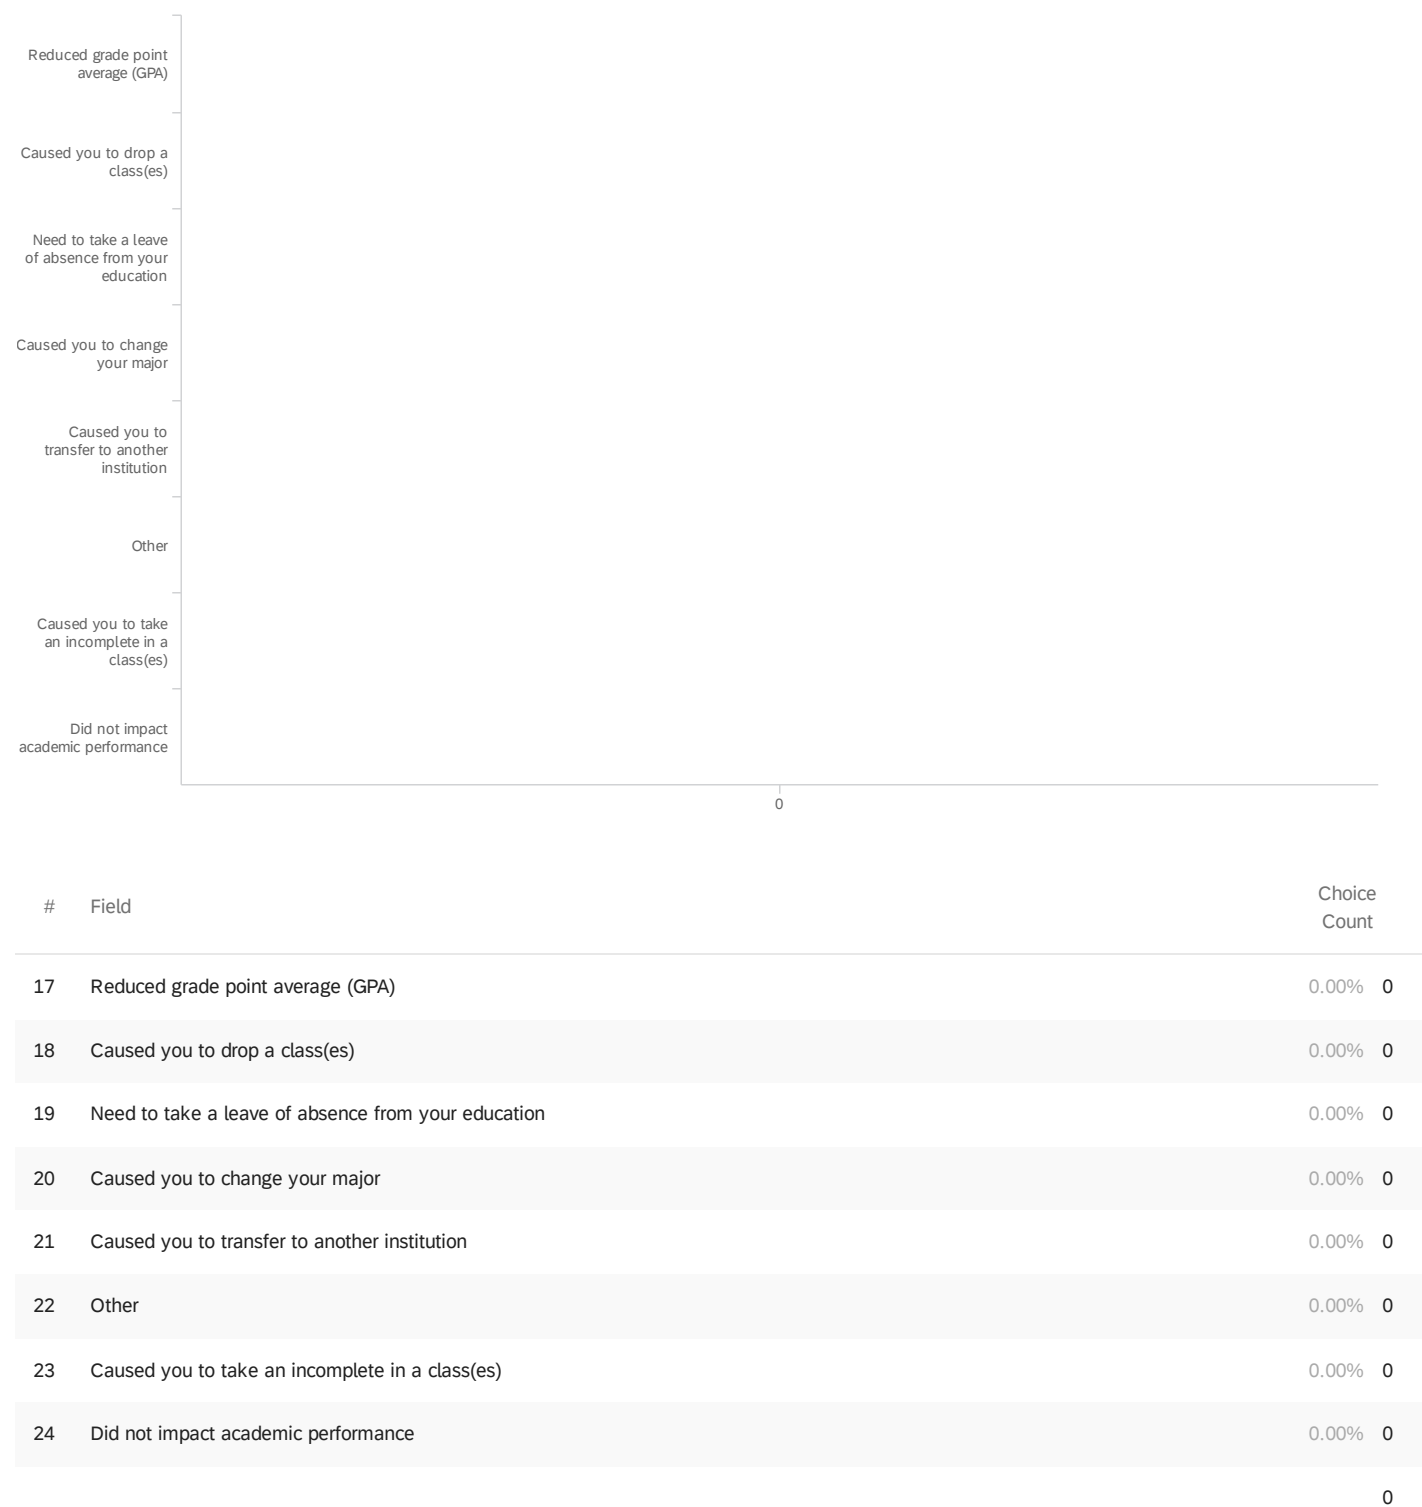 Reduced grade point
average (GPA)
Caused you to drop a
class(es)
Need to take a leave
of absence from your
education
Caused you to change
your major
Caused you to
transfer to another
institution
Other
Caused you to take
an incomplete in a
class(es)
Did not impact
academic performance
0
# Field Choice
Count
17 Reduced grade point average (GPA) 0.00% 0
18 Caused you to drop a class(es) 0.00% 0
19 Need to take a leave of absence from your education 0.00% 0
20 Caused you to change your major 0.00% 0
21 Caused you to transfer to another institution 0.00% 0
22 Other 0.00% 0
23 Caused you to take an incomplete in a class(es) 0.00% 0
24 Did not impact academic performance 0.00% 0
0